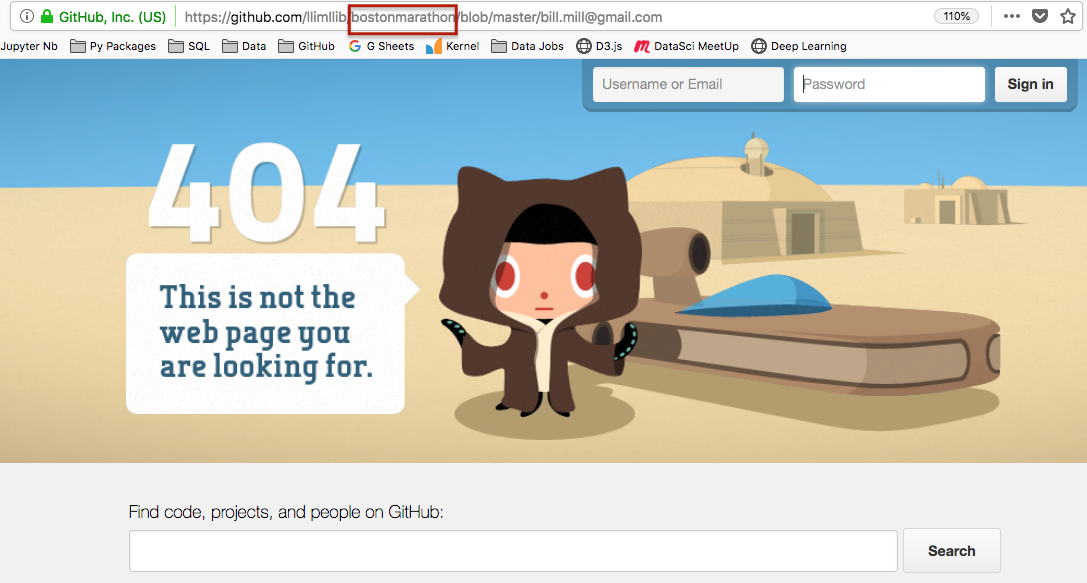 GitHub, Inc. (US) https://github.com/llimllib/bostonmarathon/blob/master/bill.mill@gmail.com 110%
Jupyter Nb Py Packages SQL Data GitHub G Sheets Kernel Data Jobs D3.js DataSci MeetUp Deep Learning
Username or Email Password Sign in
404
This is not the
web page you
are looking for.
Find code, projects, and people on GitHub:
Search